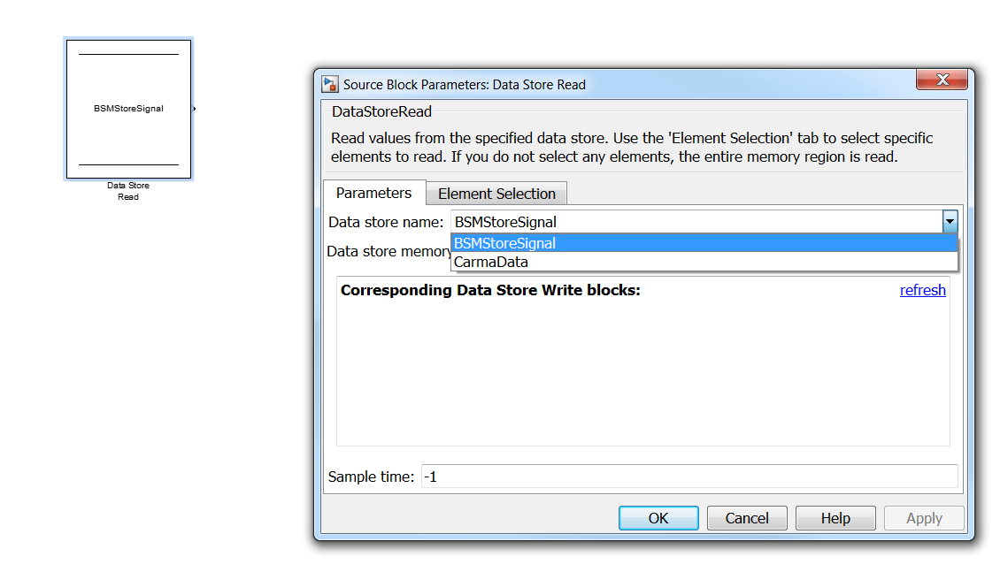 BSMStoreSignal
Data Store
Read
Source Block Parameters: Data Store Read
DataStoreRead
Read values from the specified data store. Use the 'Element Selection' tab to select specific
elements to read. If you do not select any elements, the entire memory region is read.
Parameters
Element Selection
Data store name: BSMStoreSignal
BSMStoreSignal
Data store memory
CarmaData
Corresponding Data Store Write blocks:
refresh
Sample time: -1
OK
Cancel
Help
Apply